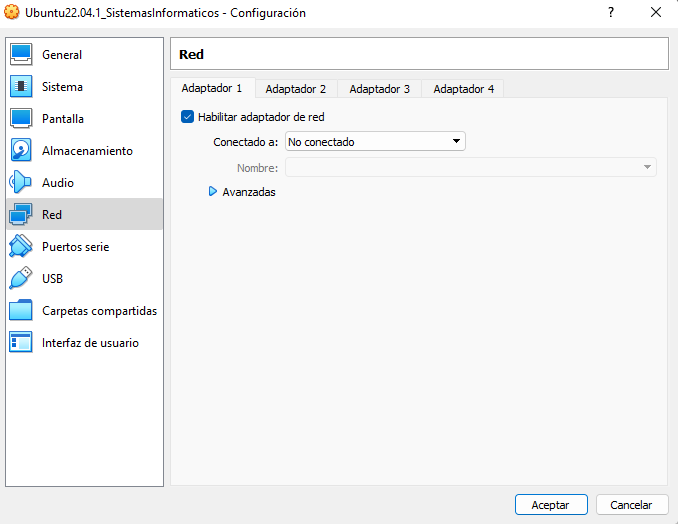 Ubuntu22.04.1_SistemasInformaticos - Configuración
?
General
Sistema
Pantalla
Almacenamiento
Audio
Red
Puertos serie
USB
Carpetas compartidas
Interfaz de usuario
Red
Adaptador 1 Adaptador 2 Adaptador 3 Adaptador 4
Habilitar adaptador de red
Conectado a: No conectado
Nombre:
Avanzadas
Aceptar Cancelar